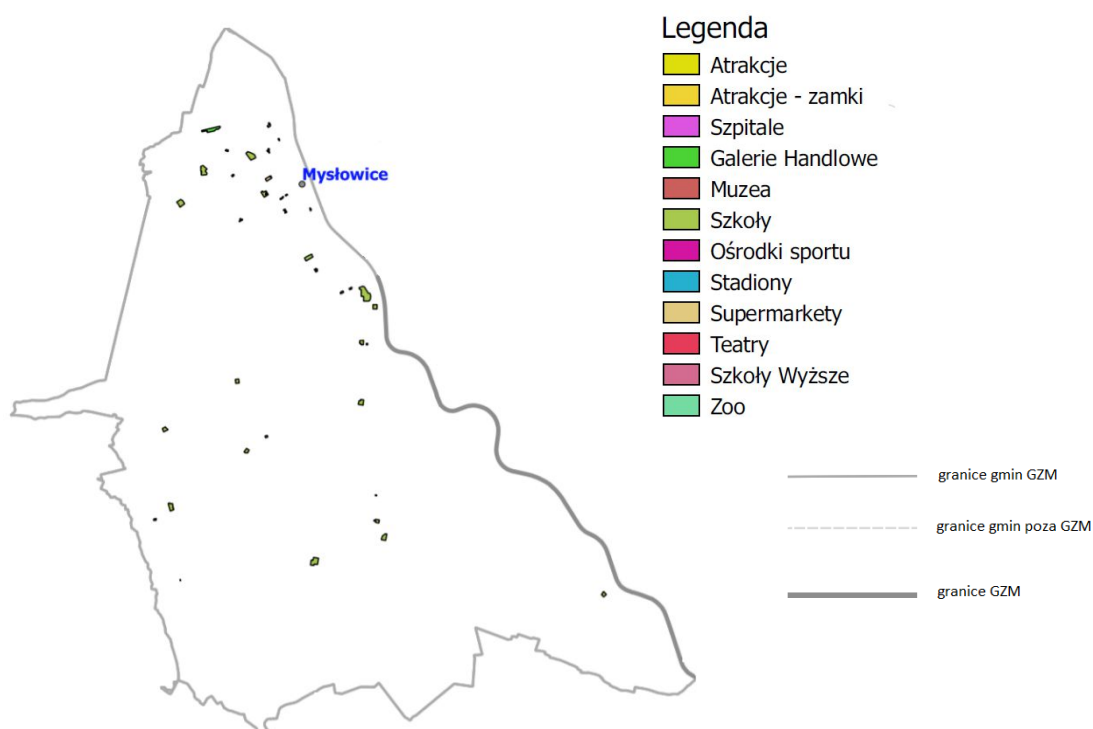 Legenda
Atrakcje
Atrakcje - zamki
Szpitale
Galerie Handlowe
Muzea
Szkoły
Ośrodki sportu
Stadiony
Supermarkety
Teatry
Szkoły Wyższe
Zoo
Mysłowice
granice gmin GZM
granice gmin poza GZM
granice GZM